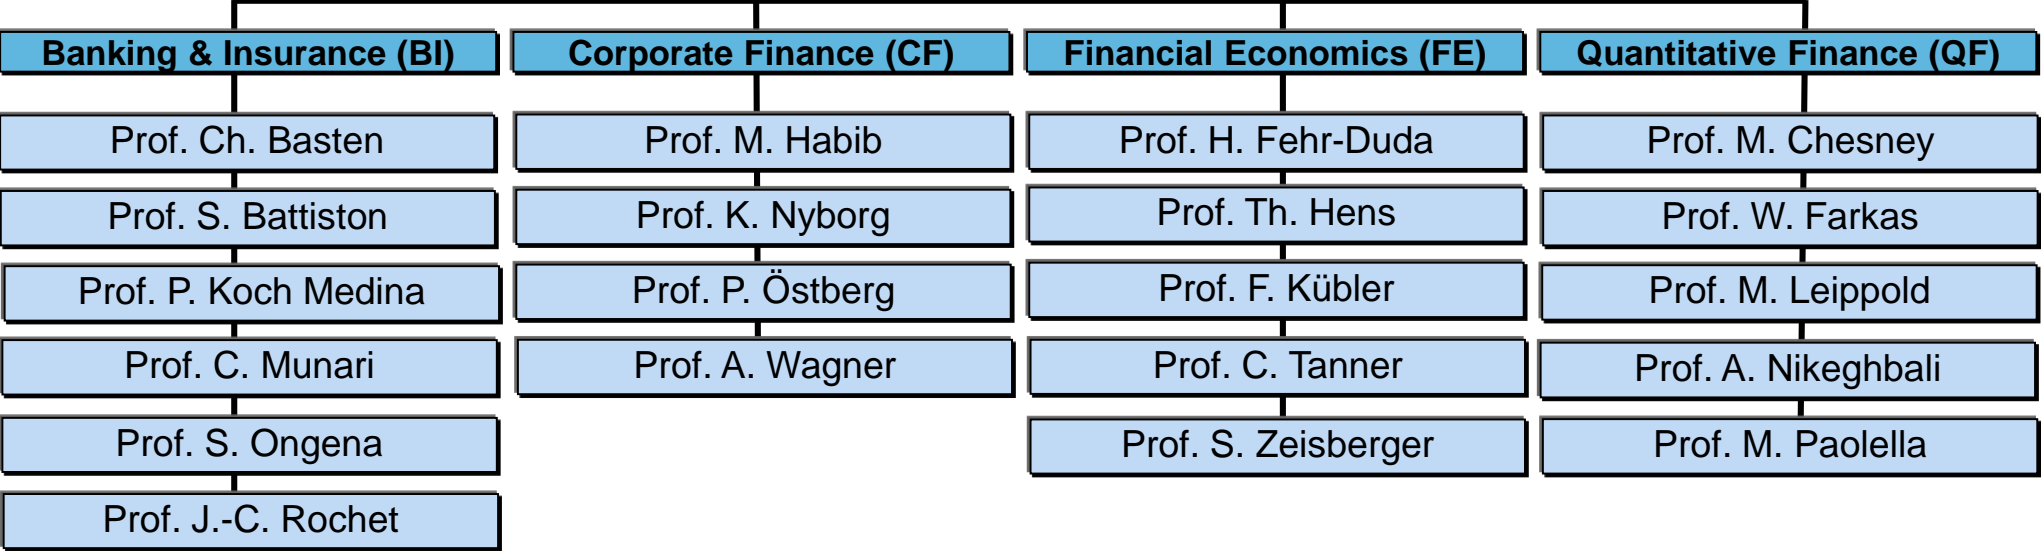 Banking & Insurance (BI)
Prof. Ch. Basten
Prof. S. Battiston
Prof. P. Koch Medina
Prof. C. Munari
Prof. S. Ongena
Prof. J.-C. Rochet
Corporate Finance (CF)
Prof. M. Habib
Prof. K. Nyborg
Prof. P. Östberg
Prof. A. Wagner
Financial Economics (FE)
Prof. H. Fehr-Duda
Prof. Th. Hens
Prof. F. Kübler
Prof. C. Tanner
Prof. S. Zeisberger
Quantitative Finance (QF)
Prof. M. Chesney
Prof. W. Farkas
Prof. M. Leippold
Prof. A. Nikeghbali
Prof. M. Paolella